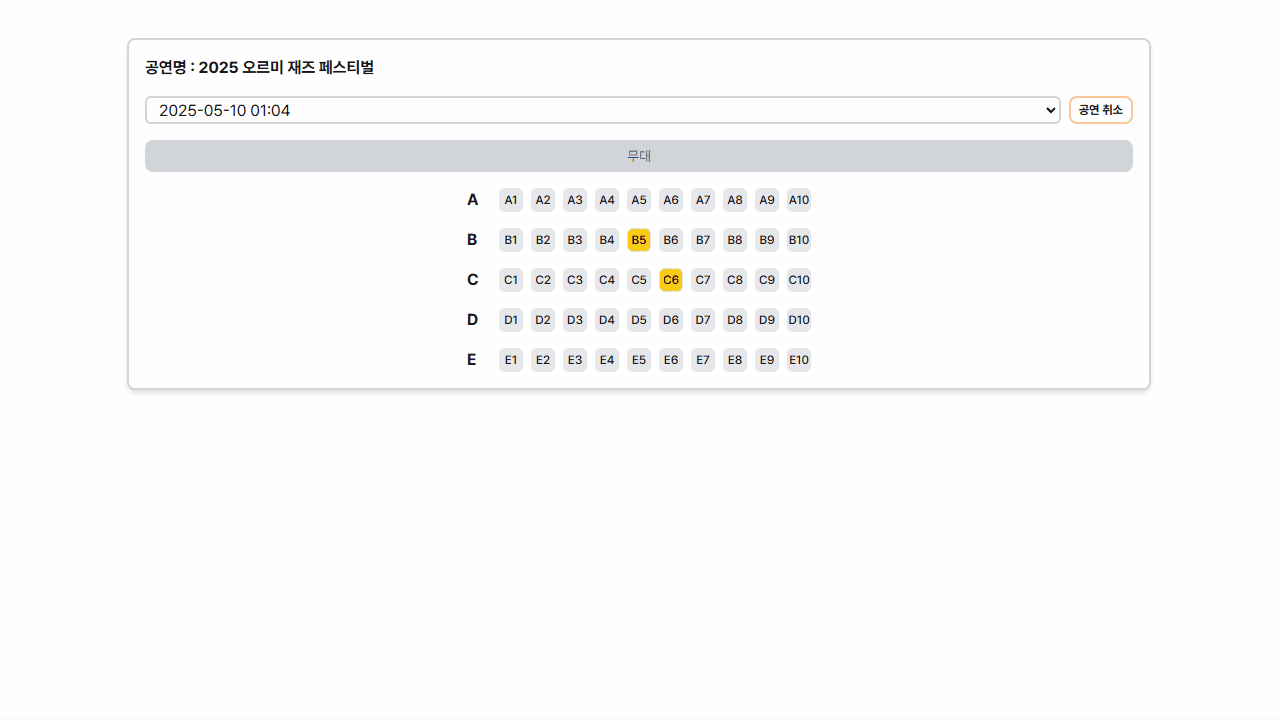 공연명 : 2025 오르미 재즈 페스티벌
2025-05-10 01:04 공연 취소
무대
A A1 A2 A3 A4 A5 A6 A7 A8 A9 A10
B B1 B2 B3 B4 B5 B6 B7 B8 B9 B10
C C1 C2 C3 C4 C5 C6 C7 C8 C9 C10
D D1 D2 D3 D4 D5 D6 D7 D8 D9 D10
E E1 E2 E3 E4 E5 E6 E7 E8 E9 E10